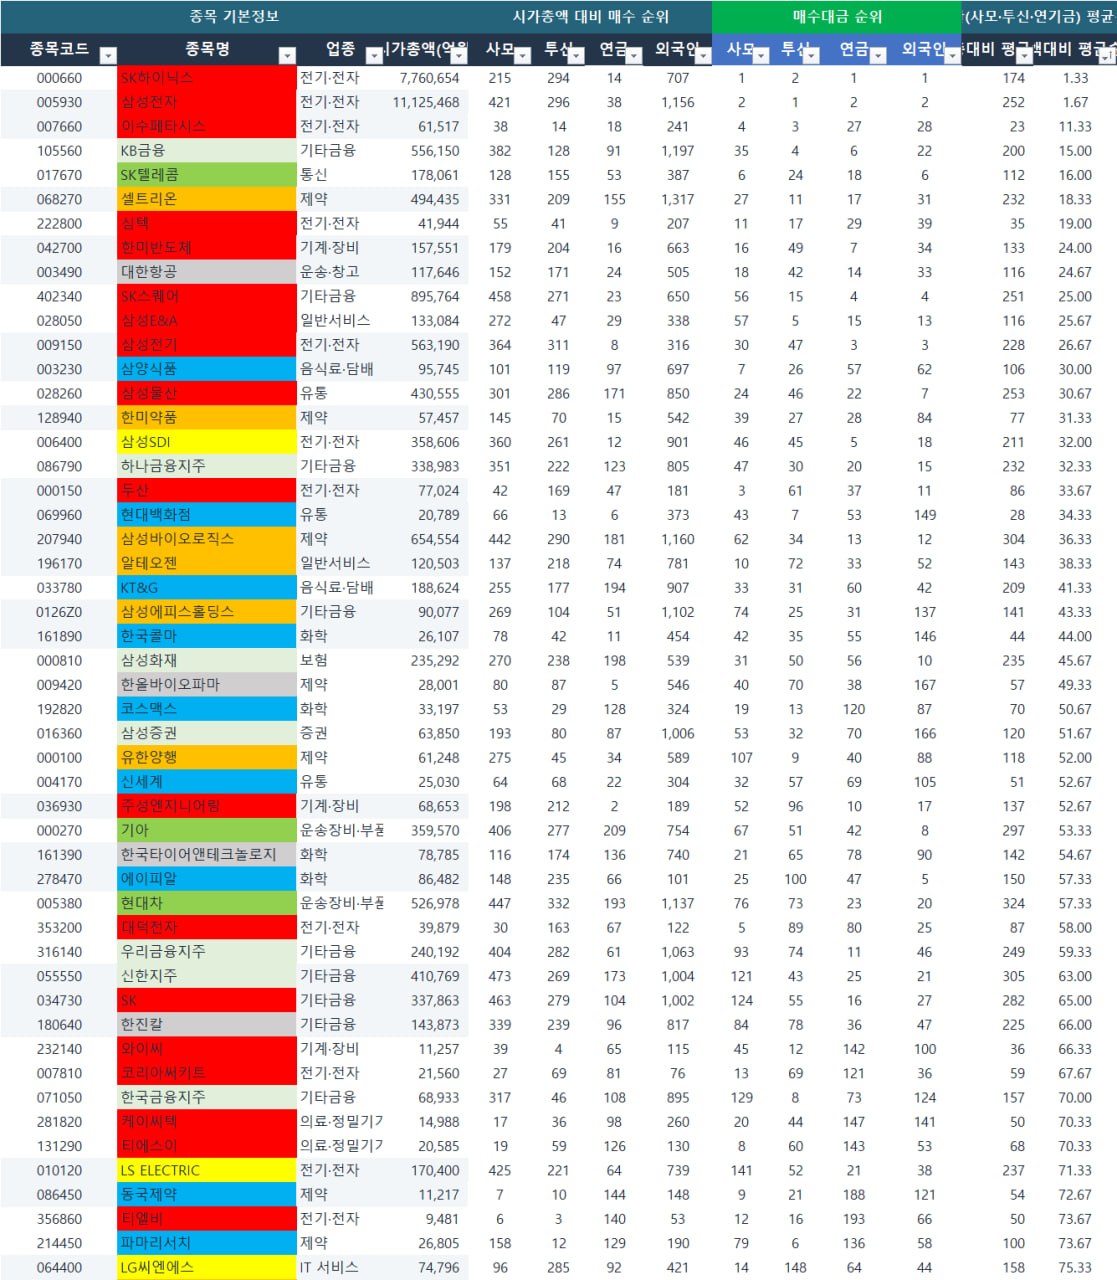 종목 기본정보 시가총액 대비 매수 순위 매수대금 순위 (사모·투신·연기금) 평균
종목코드 종목명 업종 가총액(억원 사모 투신 연금 외국인 사모 투신 연금 외국인 대비 평균 대비 평균
000660 SK하이닉스 전기·전자 7,760,654 215 294 14 707 1 2 1 1 174 1.33
005930 삼성전자 전기·전자 11,125,468 421 296 38 1,156 2 1 2 2 252 1.67
007660 이수페타시스 전기·전자 61,517 38 14 18 241 4 3 27 28 23 11.33
105560 KB금융 기타금융 556,150 382 128 91 1,197 35 4 6 22 200 15.00
017670 SK텔레콤 통신 178,061 128 155 53 387 6 24 18 6 112 16.00
068270 셀트리온 제약 494,435 331 209 155 1,317 27 11 17 31 232 18.33
222800 심텍 전기·전자 41,944 55 41 9 207 11 17 29 39 35 19.00
042700 한미반도체 기계·장비 157,551 179 204 16 663 16 49 7 34 133 24.00
003490 대한항공 운송·창고 117,646 152 171 24 505 18 42 14 33 116 24.67
402340 SK스퀘어 기타금융 895,764 458 271 23 650 56 15 4 4 251 25.00
028050 삼성E&A 일반서비스 133,084 272 47 29 338 57 5 15 13 116 25.67
009150 삼성전기 전기·전자 563,190 364 311 8 316 30 47 3 3 228 26.67
003230 삼양식품 음식료·담배 95,745 101 119 97 697 7 26 57 62 106 30.00
028260 삼성물산 유통 430,555 301 286 171 850 24 46 22 7 253 30.67
128940 한미약품 제약 57,457 145 70 15 542 39 27 28 84 77 31.33
006400 삼성SDI 전기·전자 358,606 360 261 12 901 46 45 5 18 211 32.00
086790 하나금융지주 기타금융 338,983 351 222 123 805 47 30 20 15 232 32.33
000150 두산 전기·전자 77,024 42 169 47 181 3 61 37 11 86 33.67
069960 현대백화점 유통 20,789 66 13 6 373 43 7 53 149 28 34.33
207940 삼성바이오로직스 제약 654,554 442 290 181 1,160 62 34 13 12 304 36.33
196170 알테오젠 일반서비스 120,503 137 218 74 781 10 72 33 52 143 38.33
033780 KT&G 음식료·담배 188,624 255 177 194 907 33 31 60 42 209 41.33
0126Z0 삼성에피스홀딩스 기타금융 90,077 269 104 51 1,102 74 25 31 137 141 43.33
161890 한국콜마 화학 26,107 78 42 11 454 42 35 55 146 44 44.00
000810 삼성화재 보험 235,292 270 238 198 539 31 50 56 10 235 45.67
009420 한올바이오파마 제약 28,001 80 87 5 546 40 70 38 167 57 49.33
192820 코스맥스 화학 33,197 53 29 128 324 19 13 120 87 70 50.67
016360 삼성증권 증권 63,850 193 80 87 1,006 53 32 70 166 120 51.67
000100 유한양행 제약 61,248 275 45 34 589 107 9 40 88 118 52.00
004170 신세계 유통 25,030 64 68 22 304 32 57 69 105 51 52.67
036930 주성엔지니어링 기계·장비 68,653 198 212 2 189 52 96 10 17 137 52.67
000270 기아 운송장비·부품 359,570 406 277 209 754 67 51 42 8 297 53.33
161390 한국타이어앤테크놀로지 화학 78,785 116 174 136 740 21 65 78 90 142 54.67
278470 에이피알 화학 86,482 148 235 66 101 25 100 47 5 150 57.33
005380 현대차 운송장비·부품 526,978 447 332 193 1,137 76 73 23 20 324 57.33
353200 대덕전자 전기·전자 39,879 30 163 67 122 5 89 80 25 87 58.00
316140 우리금융지주 기타금융 240,192 404 282 61 1,063 93 74 11 46 249 59.33
055550 신한지주 기타금융 410,769 473 269 173 1,004 121 43 25 21 305 63.00
034730 SK 기타금융 337,863 463 279 104 1,002 124 55 16 27 282 65.00
180640 한진칼 기타금융 143,873 339 239 96 817 84 78 36 47 225 66.00
232140 와이씨 기계·장비 11,257 39 4 65 115 45 12 142 100 36 66.33
007810 코리아써키트 전기·전자 21,560 27 69 81 76 13 69 121 36 59 67.67
071050 한국금융지주 기타금융 68,933 317 46 108 895 129 8 73 124 157 70.00
281820 케이씨텍 의료·정밀기기 14,988 17 36 98 260 20 44 147 141 50 70.33
131290 티에스이 의료·정밀기기 20,585 19 59 126 130 8 60 143 53 68 70.33
010120 LS ELECTRIC 전기·전자 170,400 425 221 64 739 141 52 21 38 237 71.33
086450 동국제약 제약 11,217 7 10 144 148 9 21 188 121 54 72.67
356860 티엘비 전기·전자 9,481 6 3 140 53 12 16 193 66 50 73.67
214450 파마리서치 제약 26,805 158 12 129 190 79 6 136 58 100 73.67
064400 LG씨엔에스 IT 서비스 74,796 96 285 92 421 14 148 64 44 158 75.33